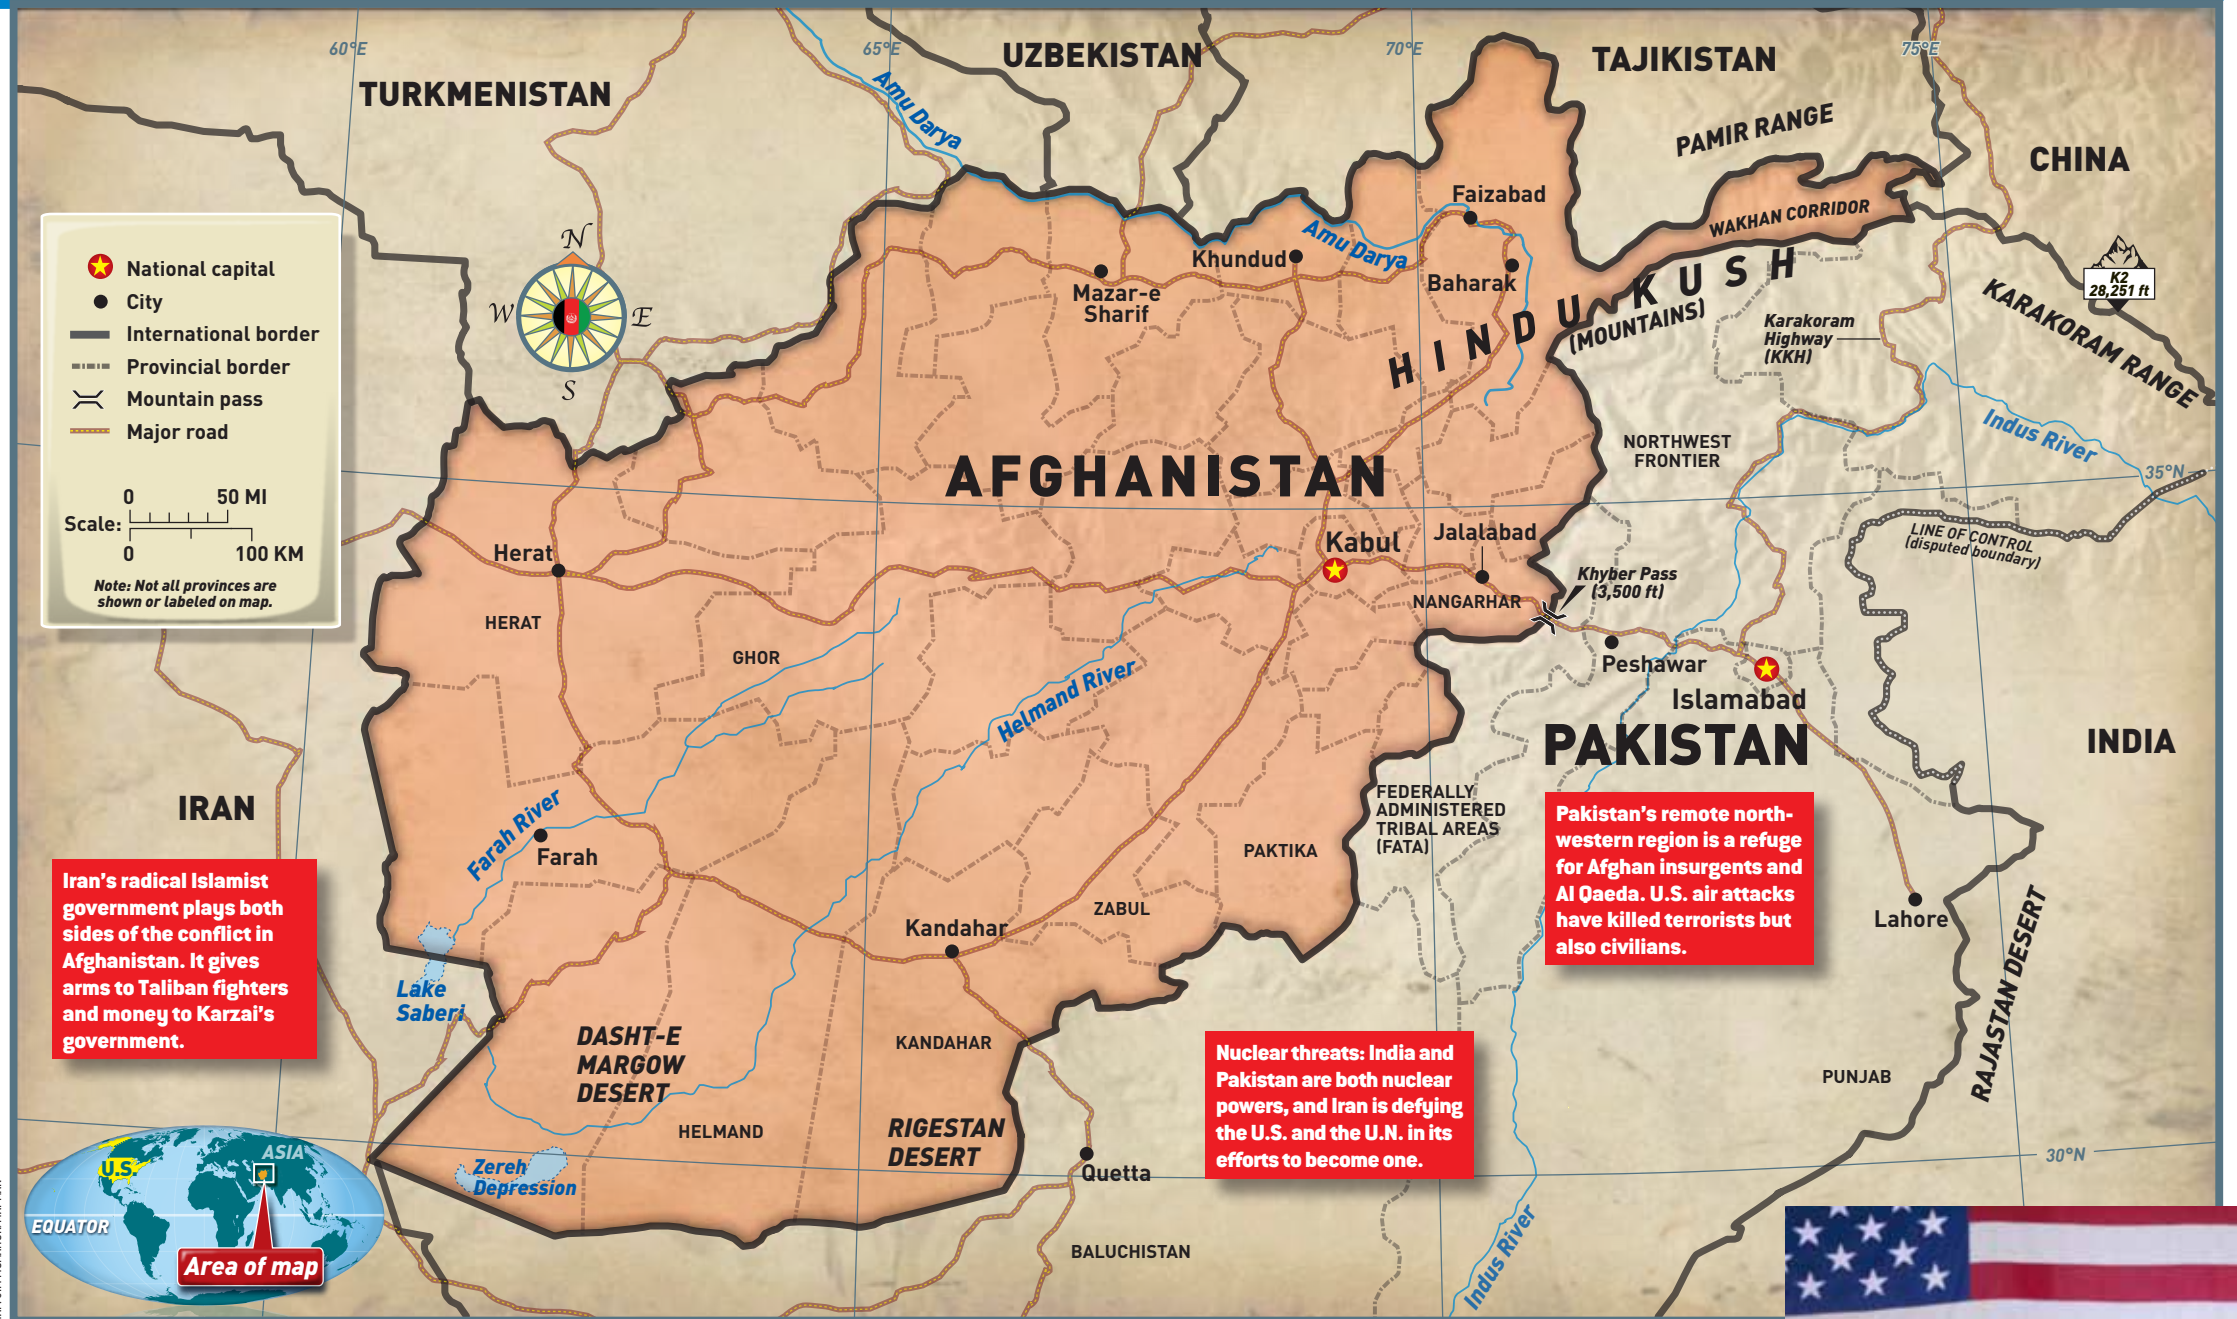 60°E
65°E
70°E
75°E
TURKMENISTAN
UZBEKISTAN
TAJIKISTAN
CHINA
Amu Darya
PAMIR RANGE
WAKHAN CORRIDOR
Faizabad
Khundud
Amu Darya
Baharak
Mazar-e
Sharif
HINDU KUSH
(MOUNTAINS)
Karakoram
Highway
(KKH)
K2
28,251 ft
KARAKORAM RANGE
Indus River
35°N
N
W
E
S
National capital
City
International border
Provincial border
Mountain pass
Major road
0
50 MI
Scale:
0
100 KM
Note: Not all provinces are
shown or labeled on map.
NORTHWEST
FRONTIER
AFGHANISTAN
LINE OF CONTROL
(disputed boundary)
Herat
Kabul
Jalalabad
Khyber Pass
(3,500 ft)
NANGARHAR
HERAT
GHOR
Peshawar
Islamabad
Helmand River
PAKISTAN
INDIA
IRAN
Farah River
Farah
FEDERALLY
ADMINISTERED
TRIBAL AREAS
(FATA)
PAKTIKA
Pakistan's remote north-
western region is a refuge
for Afghan insurgents and
Al Qaeda. U.S. air attacks
have killed terrorists but
also civilians.
Iran's radical Islamist
government plays both
sides of the conflict in
Afghanistan. It gives
arms to Taliban fighters
and money to Karzai's
government.
ZABUL
Kandahar
Lahore
RAJASTAN DESERT
Lake
Saberi
DASHT-E
MARGOW
DESERT
KANDAHAR
Nuclear threats: India and
Pakistan are both nuclear
powers, and Iran is defying
the U.S. and the U.N. in its
efforts to become one.
PUNJAB
HELMAND
RIGESTAN
DESERT
30°N
Zereh
Depression
Quetta
BALUCHISTAN
Indus River
U.S.
ASIA
EQUATOR
Area of map